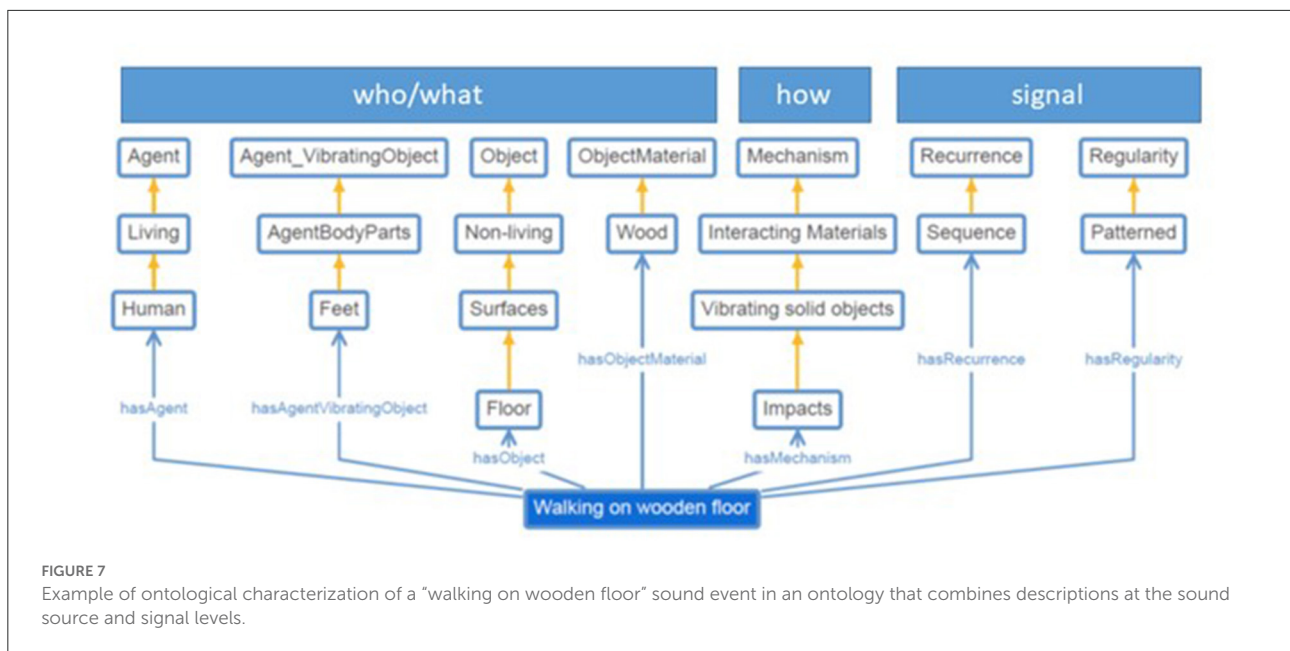 who/what how signal
Agent Agent_VibratingObject Object ObjectMaterial Mechanism Recurrence Regularity
Living AgentBodyParts Non-living Wood Interacting Materials Sequence Patterned
Human Feet Surfaces Vibrating solid objects
hasObjectMaterial hasRecurrence hasRegularity
hasAgent hasAgentVibratingObject Floor Impacts
hasObject hasMechanism
Walking on wooden floor
FIGURE 7
Example of ontological characterization of a “walking on wooden floor” sound event in an ontology that combines descriptions at the sound
source and signal levels.